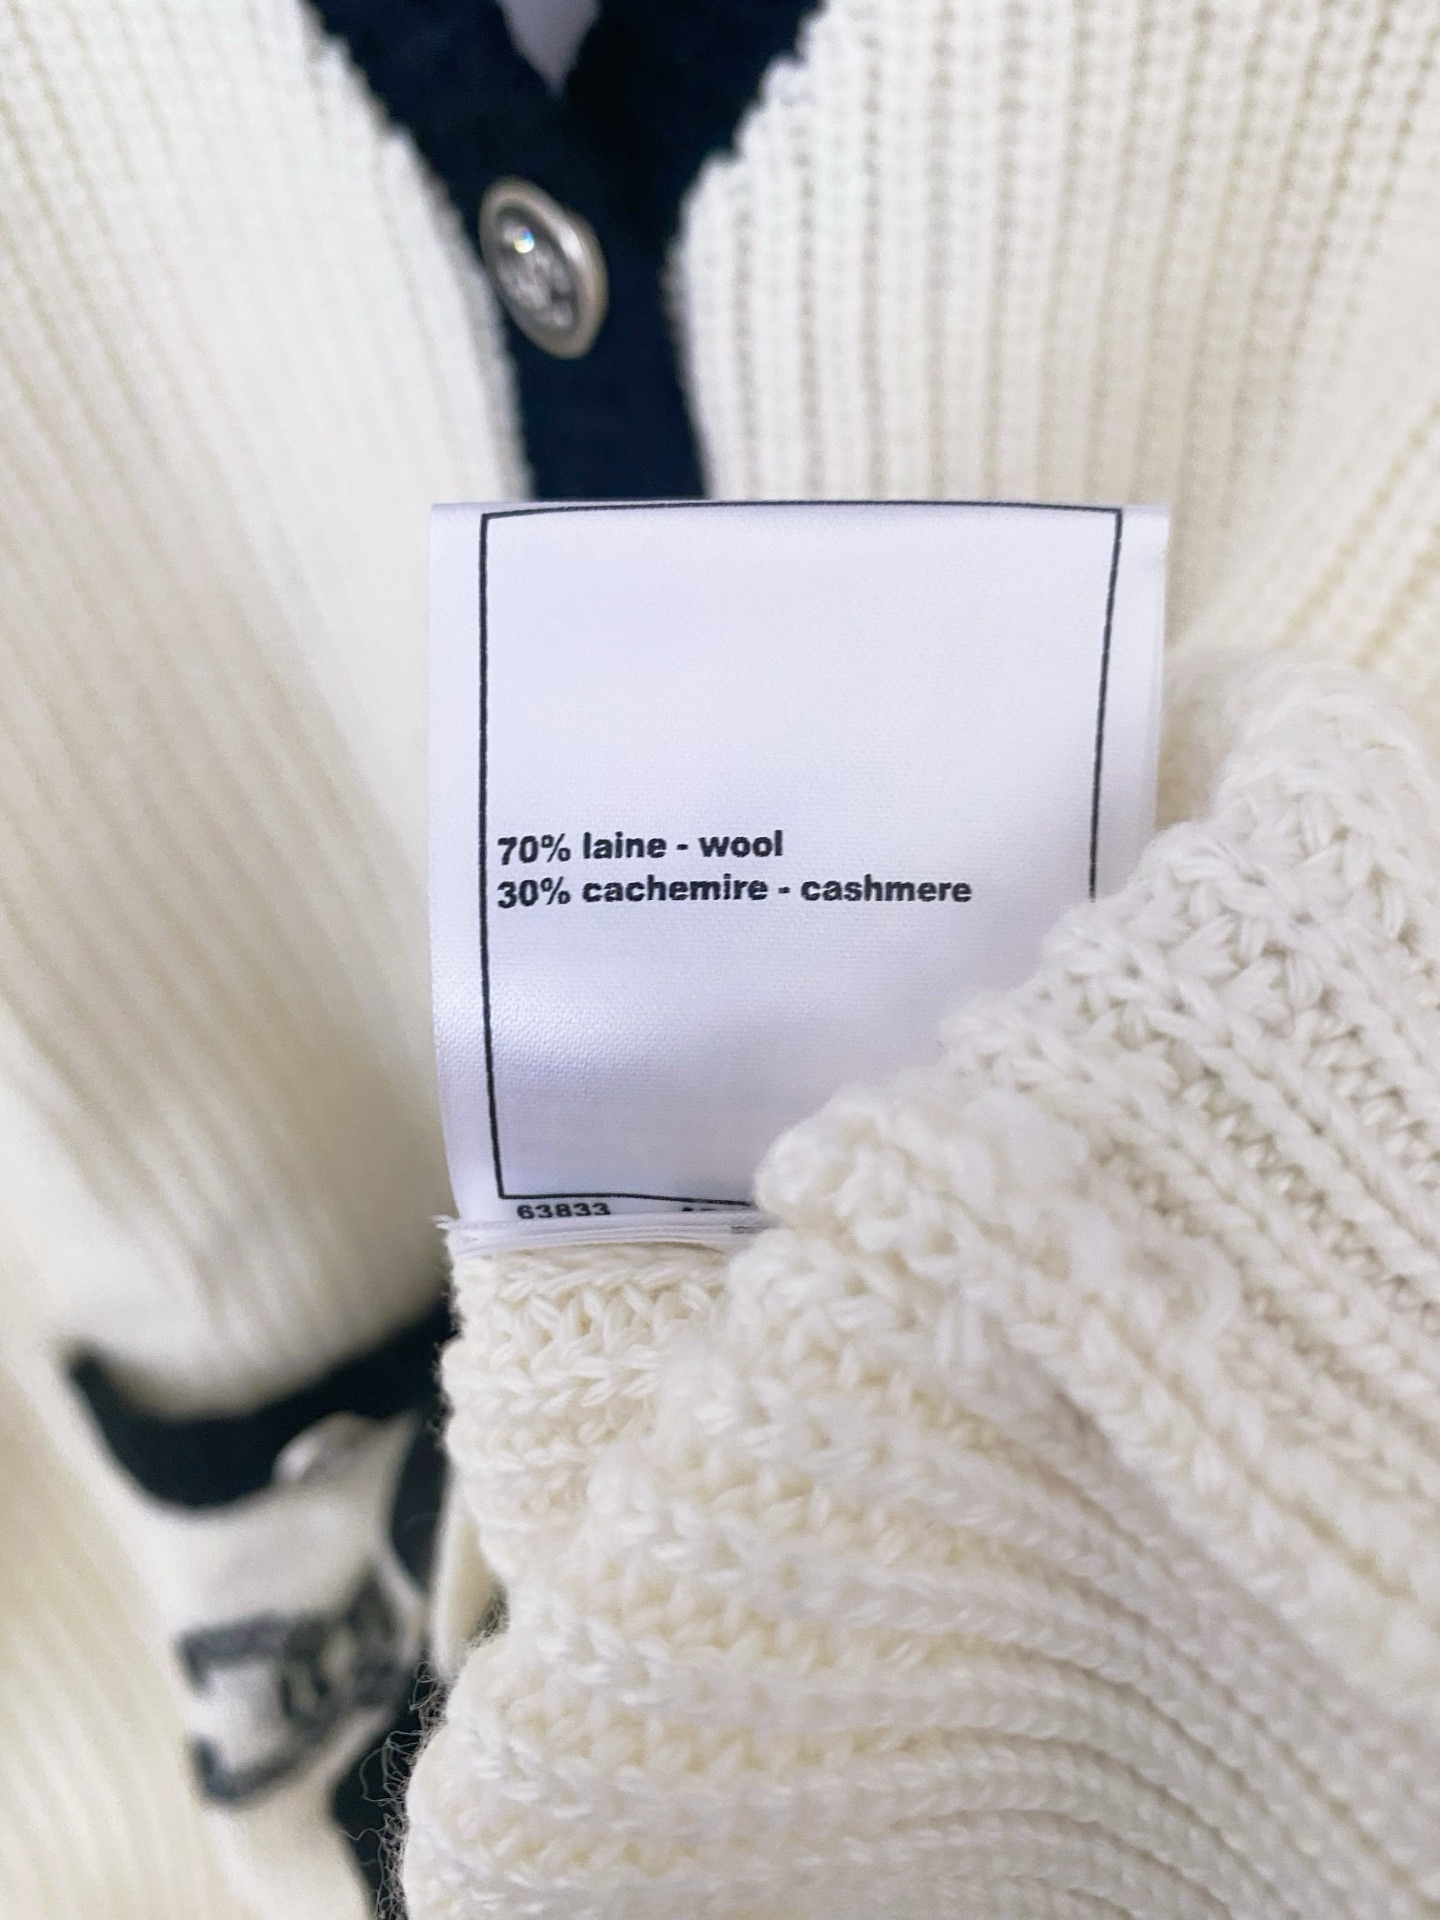 70% laine - wool
30% cachemire - cashmere
63833